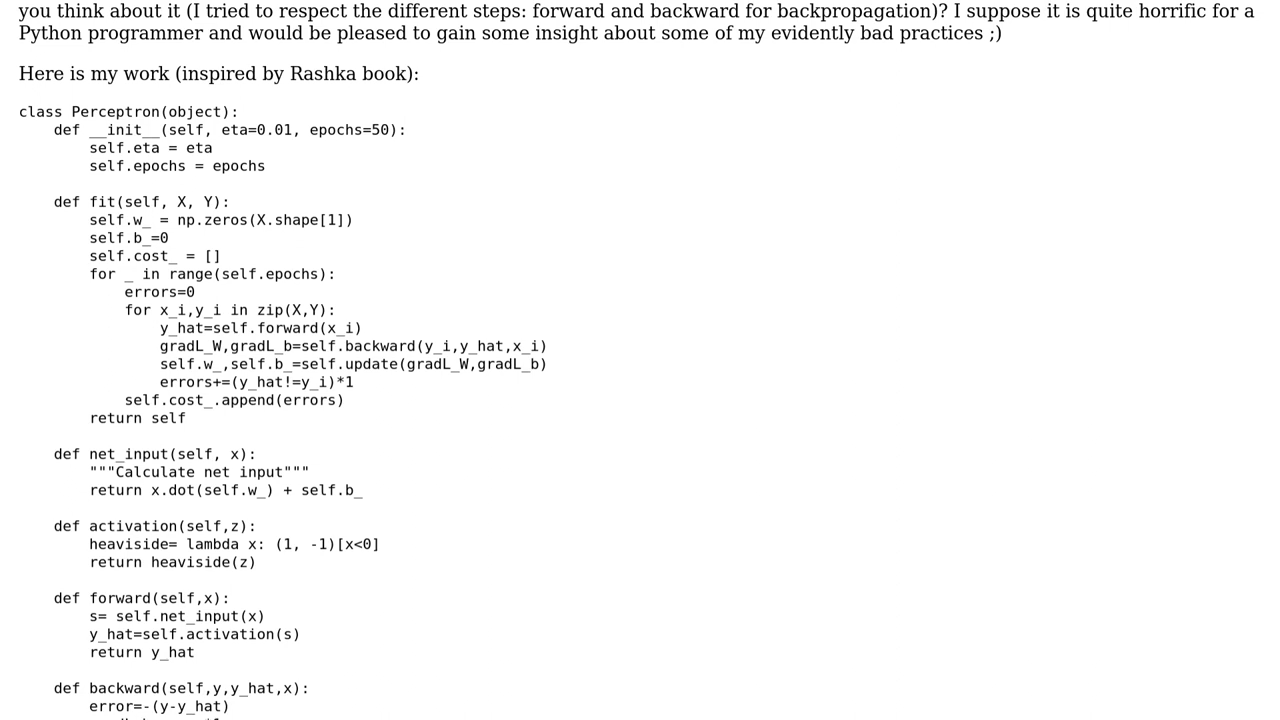 you think about it (I tried to respect the different steps: forward and backward for backpropagation)? I suppose it is quite horrific for a
Python programmer and would be pleased to gain some insight about some of my evidently bad practices ;)
Here is my work (inspired by Rashka book):
class Perceptron(object):
    def __init__(self, eta=0.01, epochs=50):
        self.eta = eta
        self.epochs = epochs
    def fit(self, X, Y):
        self.w_ = np.zeros(X.shape[1])
        self.b_=0
        self.cost_ = []
        for _ in range(self.epochs):
            errors=0
            for x_i,y_i in zip(X,Y):
                y_hat=self.forward(x_i)
                gradL_W,gradL_b=self.backward(y_i,y_hat,x_i)
                self.w_,self.b_=self.update(gradL_W,gradL_b)
                errors+=(y_hat!=y_i)*1
            self.cost_.append(errors)
        return self
    def net_input(self, x):
        """Calculate net input"""
        return x.dot(self.w_) + self.b_
    def activation(self,z):
        heaviside= lambda x: (1, -1)[x<0]
        return heaviside(z)
    def forward(self,x):
        s= self.net_input(x)
        y_hat=self.activation(s)
        return y_hat
    def backward(self,y,y_hat,x):
        error=-(y-y_hat)